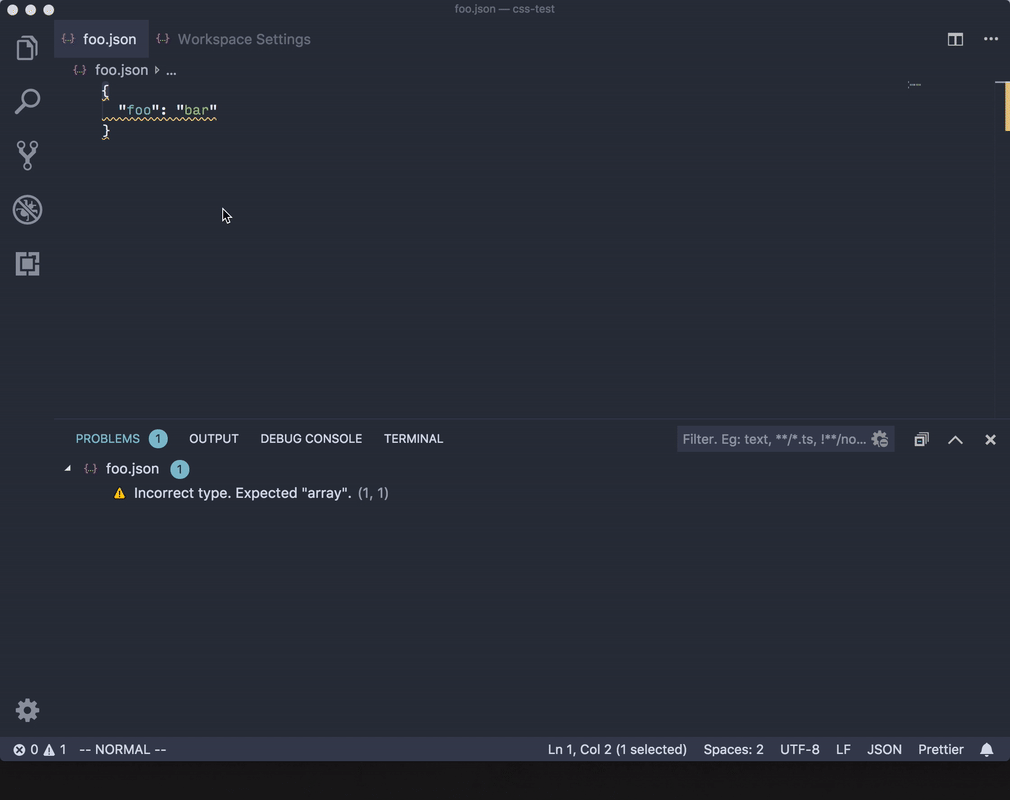 foo.json — css-test
{..} foo.json {..} Workspace Settings
{..} foo.json ▹ ...
{
"foo": "bar"
}
PROBLEMS 1 OUTPUT DEBUG CONSOLE TERMINAL Filter. Eg: text, **/*.ts, !**/no...
{..} foo.json 1
Incorrect type. Expected "array". (1, 1)
0 1 -- NORMAL -- Ln 1, Col 2 (1 selected) Spaces: 2 UTF-8 LF JSON Prettier